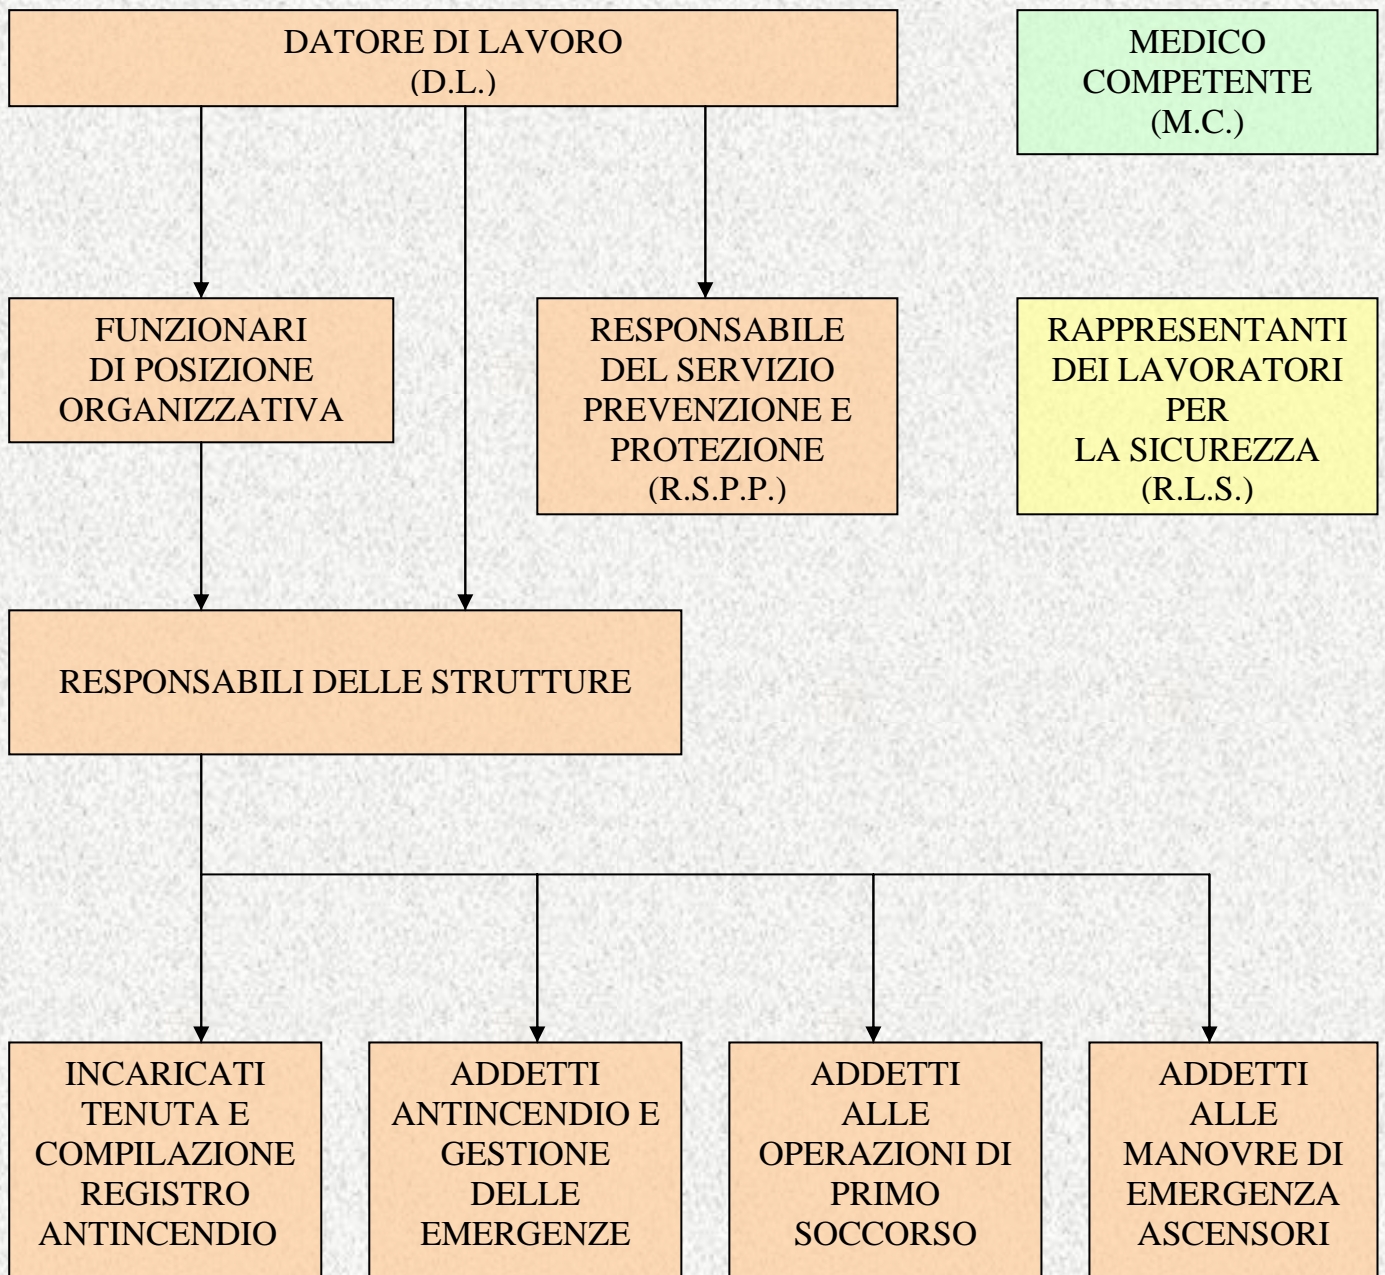 DATORE DI LAVORO
(D.L.)
MEDICO
COMPETENTE
(M.C.)
FUNZIONARI
DI POSIZIONE
ORGANIZZATIVA
RESPONSABILE
DEL SERVIZIO
PREVENZIONE E
PROTEZIONE
(R.S.P.P.)
RAPPRESENTANTI
DEI LAVORATORI
PER
LA SICUREZZA
(R.L.S.)
RESPONSABILI DELLE STRUTTURE
INCARICATI
TENUTA E
COMPILAZIONE
REGISTRO
ANTINCENDIO
ADDETTI
ANTINCENDIO E
GESTIONE
DELLE
EMERGENZE
ADDETTI
ALLE
OPERAZIONI DI
PRIMO
SOCCORSO
ADDETTI
ALLE
MANOVRE DI
EMERGENZA
ASCENSORI